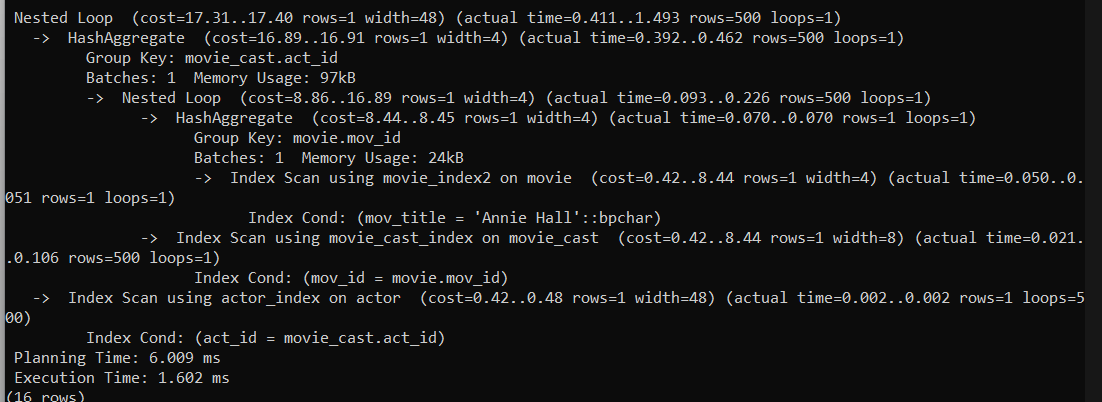 Nested Loop  (cost=17.31..17.40 rows=1 width=48) (actual time=0.411..1.493 rows=500 loops=1)
  ->  HashAggregate  (cost=16.89..16.91 rows=1 width=4) (actual time=0.392..0.462 rows=500 loops=1)
        Group Key: movie_cast.act_id
        Batches: 1  Memory Usage: 97kB
        ->  Nested Loop  (cost=8.86..16.89 rows=1 width=4) (actual time=0.093..0.226 rows=500 loops=1)
              ->  HashAggregate  (cost=8.44..8.45 rows=1 width=4) (actual time=0.070..0.070 rows=1 loops=1)
                    Group Key: movie.mov_id
                    Batches: 1  Memory Usage: 24kB
                    ->  Index Scan using movie_index2 on movie  (cost=0.42..8.44 rows=1 width=4) (actual time=0.050..0.
051 rows=1 loops=1)
                          Index Cond: (mov_title = 'Annie Hall'::bpchar)
              ->  Index Scan using movie_cast_index on movie_cast  (cost=0.42..8.44 rows=1 width=8) (actual time=0.021.
.0.106 rows=500 loops=1)
                    Index Cond: (mov_id = movie.mov_id)
  ->  Index Scan using actor_index on actor  (cost=0.42..0.48 rows=1 width=48) (actual time=0.002..0.002 rows=1 loops=5
00)
        Index Cond: (act_id = movie_cast.act_id)
Planning Time: 6.009 ms
Execution Time: 1.602 ms
(16 rows)